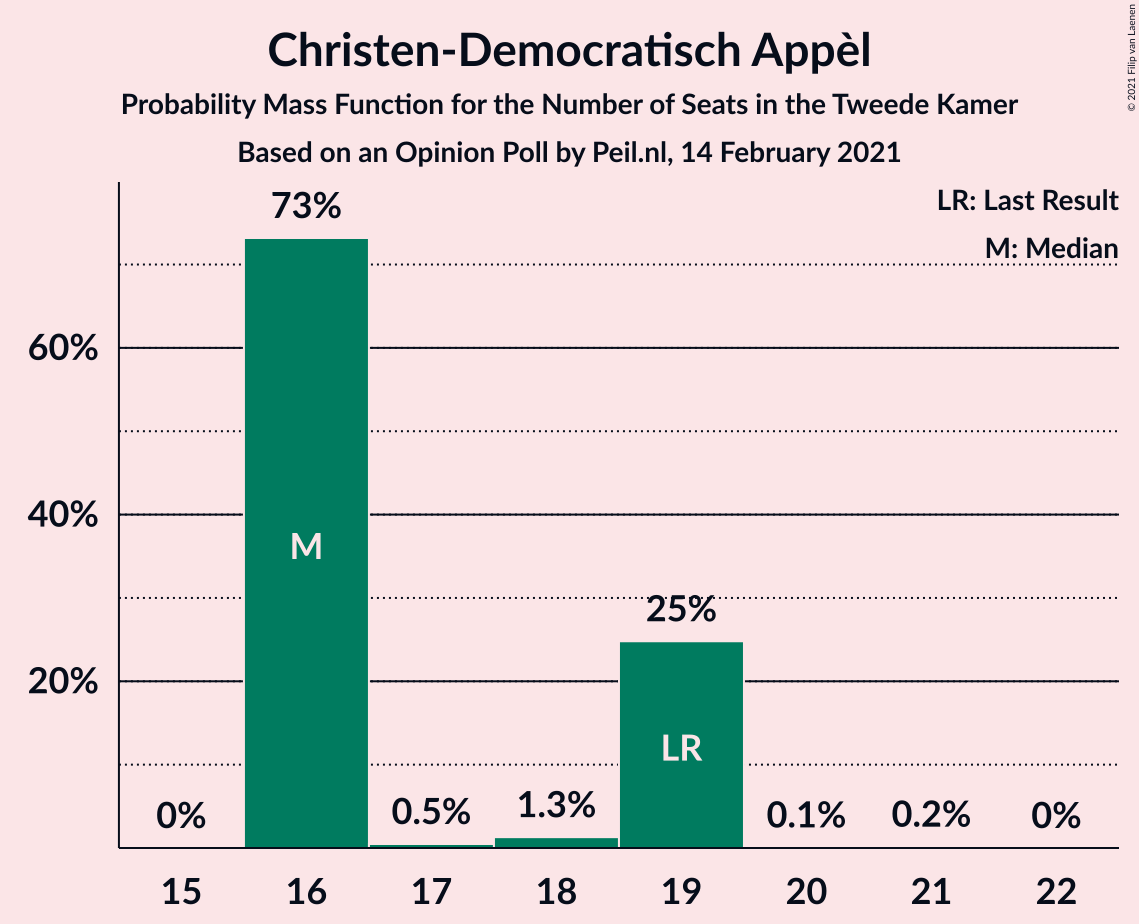 Christen-Democratisch Appèl
Probability Mass Function for the Number of Seats in the Tweede Kamer
Based on an Opinion Poll by Peil.nl, 14 February 2021
© 2021 Filip van Laenen
LR: Last Result
M: Median
60%
40%
20%
73%
M
25%
LR
0%
0.5%
1.3%
0.1%
0.2%
0%
15 16 17 18 19 20 21 22